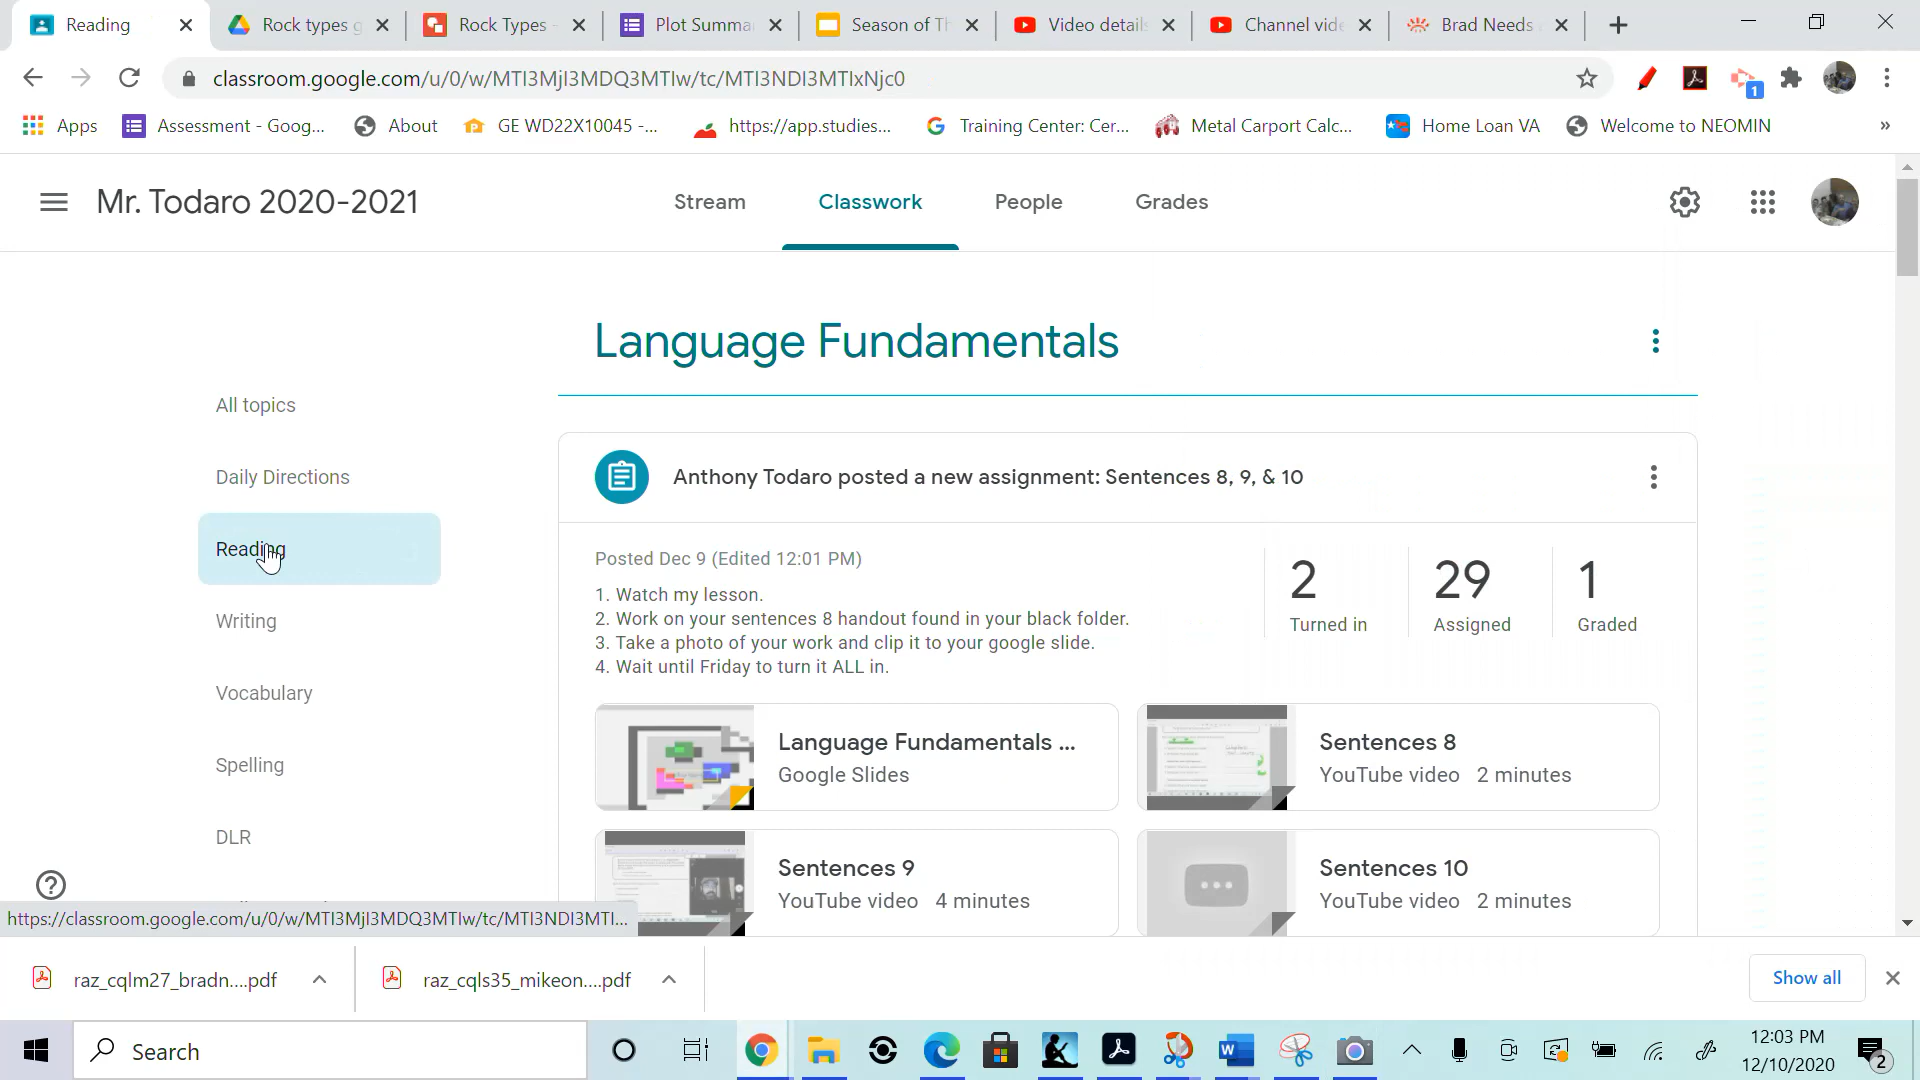 Reading
Rock types g
Rock Types -
Plot Summa
Season of Th
Video details
Channel vide
Brad Needs
classroom.google.com/u/0/w/MTI3MjI3MDQ3MTIw/tc/MTI3NDI3MTIxNjc0
1
Apps
Assessment - Goog...
About
GE WD22X10045 -...
https://app.studies...
Training Center: Cer...
Metal Carport Calc...
Home Loan VA
Welcome to NEOMIN
»
Mr. Todaro 2020-2021
Stream
Classwork
People
Grades
Language Fundamentals
All topics
Daily Directions
Reading
Writing
Vocabulary
Spelling
DLR
Anthony Todaro posted a new assignment: Sentences 8, 9, & 10
Posted Dec 9 (Edited 12:01 PM)
1. Watch my lesson.
2. Work on your sentences 8 handout found in your black folder.
3. Take a photo of your work and clip it to your google slide.
4. Wait until Friday to turn it ALL in.
2
Turned in
29
Assigned
1
Graded
Language Fundamentals ...
Google Slides
Sentences 8
YouTube video 2 minutes
Sentences 9
YouTube video 4 minutes
Sentences 10
YouTube video 2 minutes
https://classroom.google.com/u/0/w/MTI3MjI3MDQ3MTIw/tc/MTI3NDI3MTI...
raz_cqlm27_bradn....pdf
raz_cqls35_mikeon....pdf
Show all
Search
12:03 PM
12/10/2020
2